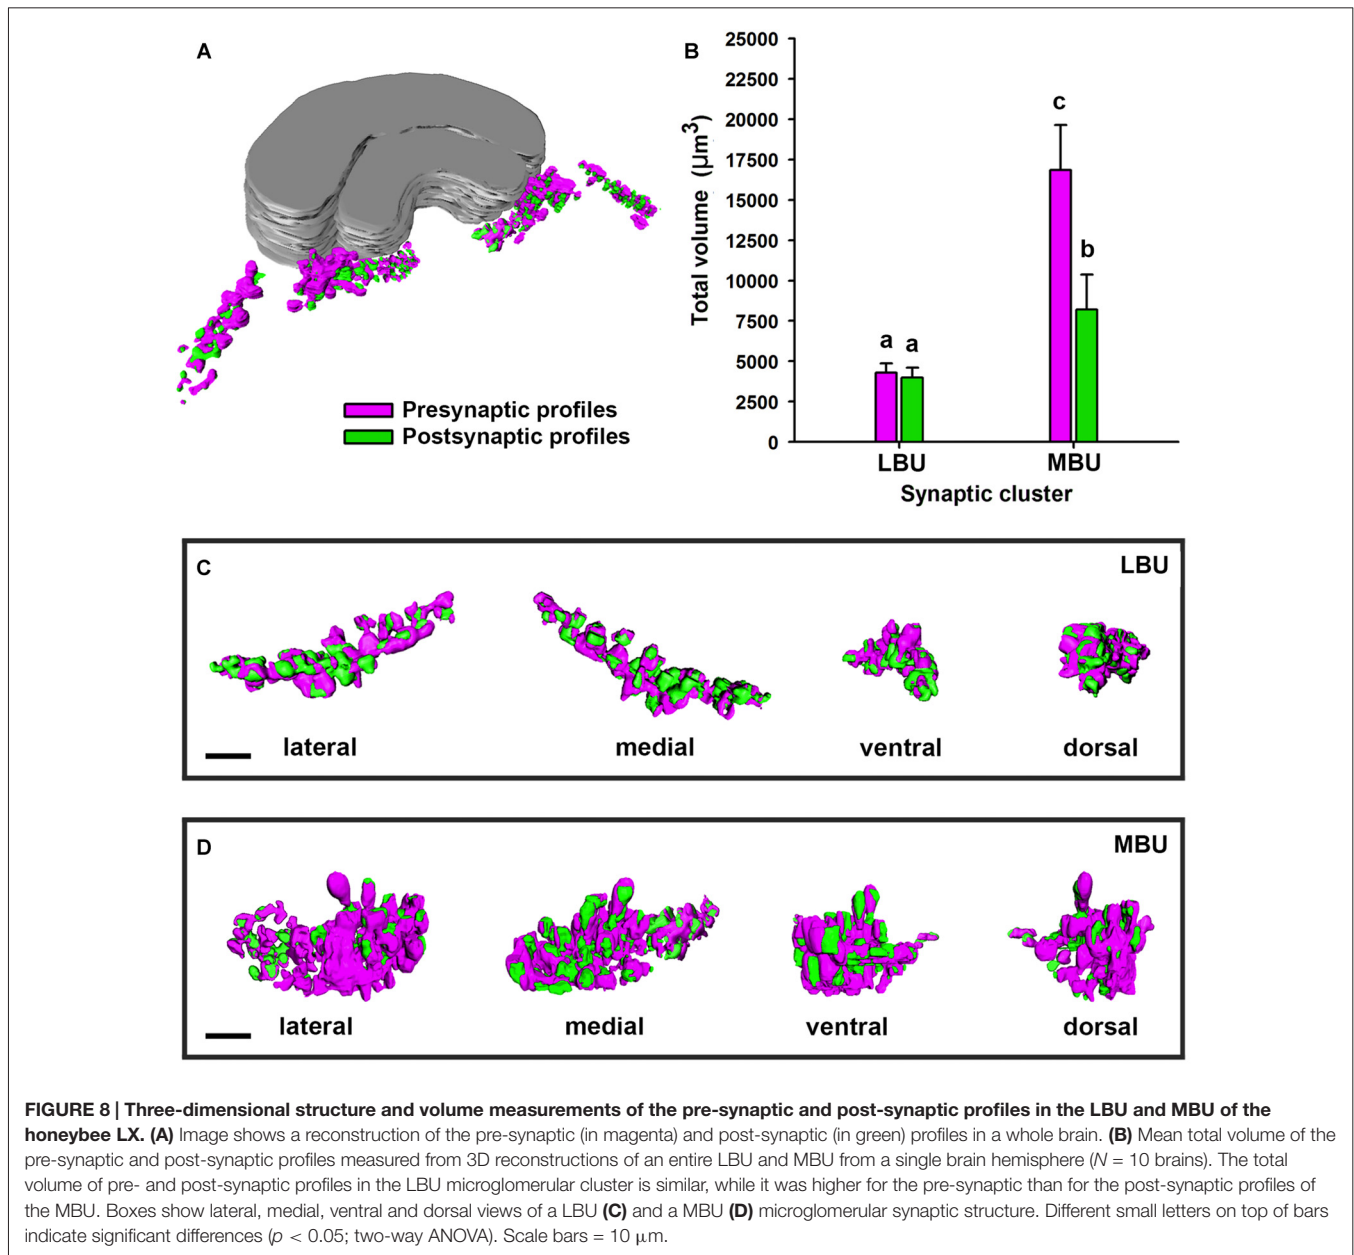 A
Presynaptic profiles
Postsynaptic profiles
B
25000
22500
20000
17500
15000
12500
10000
7500
5000
2500
0
Total volume (µm³)
a
a
c
b
LBU
MBU
Synaptic cluster
C
LBU
lateral
medial
ventral
dorsal
D
MBU
lateral
medial
ventral
dorsal
FIGURE 8 | Three-dimensional structure and volume measurements of the pre-synaptic and post-synaptic profiles in the LBU and MBU of the
honeybee LX. (A) Image shows a reconstruction of the pre-synaptic (in magenta) and post-synaptic (in green) profiles in a whole brain. (B) Mean total volume of the
pre-synaptic and post-synaptic profiles measured from 3D reconstructions of an entire LBU and MBU from a single brain hemisphere (N = 10 brains). The total
volume of pre- and post-synaptic profiles in the LBU microglomerular cluster is similar, while it was higher for the pre-synaptic than for the post-synaptic profiles of
the MBU. Boxes show lateral, medial, ventral and dorsal views of a LBU (C) and a MBU (D) microglomerular synaptic structure. Different small letters on top of bars
indicate significant differences (p < 0.05; two-way ANOVA). Scale bars = 10 µm.